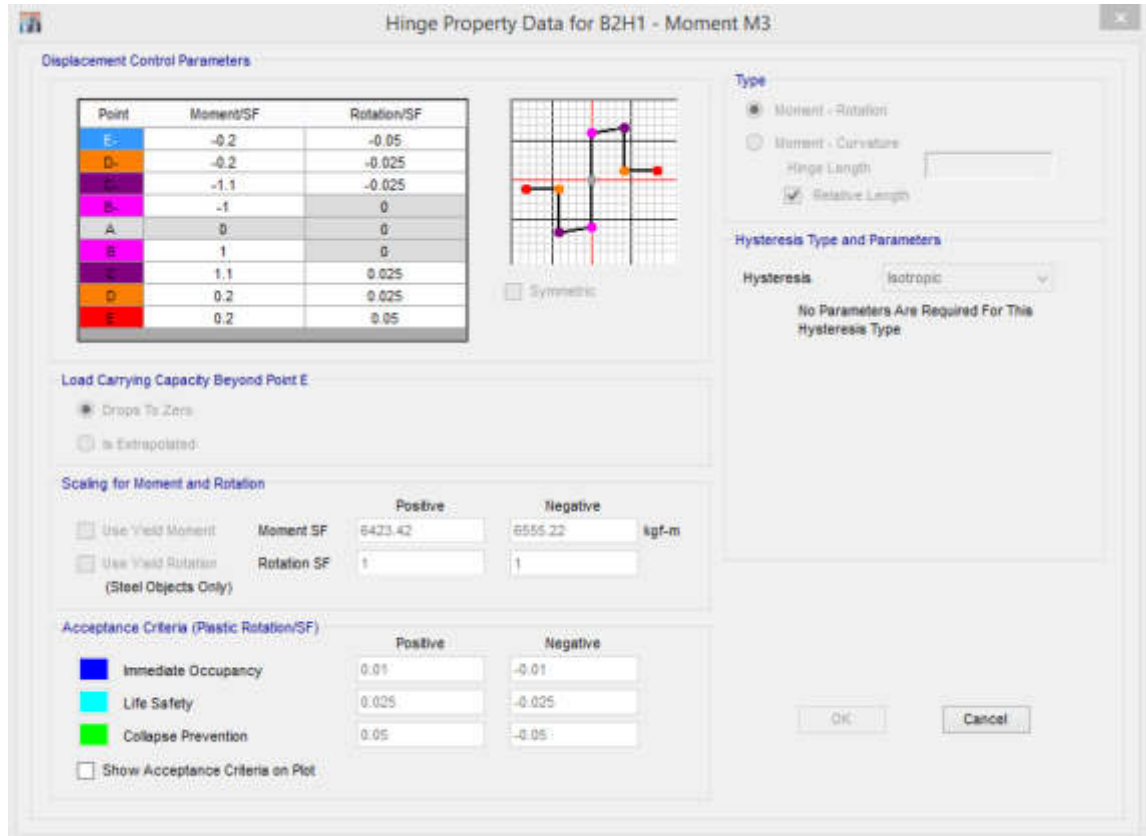 Hinge Property Data for B2H1 - Moment M3
Displacement Control Parameters
Point Moment/SF Rotation/SF
E- -0.2 -0.05
D- -0.2 -0.025
C- -1.1 -0.025
B- -1 0
A 0 0
B 1 0
C 1.1 0.025
D 0.2 0.025
E 0.2 0.05
Symmetric
Load Carrying Capacity Beyond Point E
Drops To Zero
Is Extrapolated
Scaling for Moment and Rotation
Positive Negative
Use Yield Moment Moment SF 6423.42 6555.22 kgf-m
Use Yield Rotation Rotation SF 1 1
(Steel Objects Only)
Acceptance Criteria (Plastic Rotation/SF)
Positive Negative
Immediate Occupancy 0.01 -0.01
Life Safety 0.025 -0.025
Collapse Prevention 0.05 -0.05
Show Acceptance Criteria on Plot
Type
Moment - Rotation
Moment - Curvature
Hinge Length
Relative Length
Hysteresis Type and Parameters
Hysteresis Isotropic
No Parameters Are Required For This
Hysteresis Type
OK Cancel